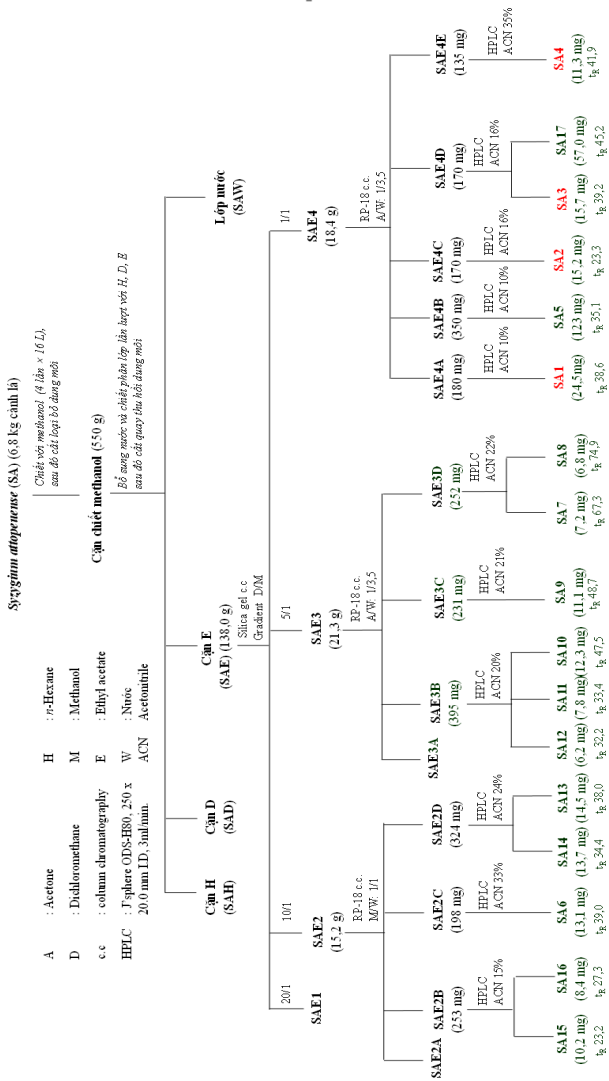 Syzygium attopeuense (SA) (6,8 kg cành lá)
Chiết với methanol (4 lần × 16 L),
sau đó cất loại bỏ dung môi
Cặn chiết methanol (550 g)
Bổ sung nước và chiết phân lớp lần lượt với H, D, E
sau đó cất quay thu hồi dung môi
A : Acetone
H : n-Hexane
D : Dichloromethane
M : Methanol
c.c : column chromatography
E : Ethyl acetate
HPLC : J'sphere ODS-H80, 250 x
20.0 mm I.D, 3ml/min.
W : Nước
ACN Acetonitrile
Cặn H
(SAH)
Cặn D
(SAD)
Cặn E
(SAE) (138,0 g)
Lớp nước
(SAW)
Silica gel c.c
Gradient D/M
20/1
10/1
5/1
1/1
SAE1
SAE2
(15,2 g)
SAE3
(21,3 g)
SAE4
(18,4 g)
RP-18 c.c.
M/W: 1/1
RP-18 c.c.
A/W: 1/3,5
RP-18 c.c.
A/W: 1/3,5
SAE2A
SAE2B
(253 mg)
SAE2C
(198 mg)
SAE2D
(324 mg)
SAE3A
SAE3B
(395 mg)
SAE3C
(231 mg)
SAE3D
(252 mg)
SAE4A
(180 mg)
SAE4B
(350 mg)
SAE4C
(170 mg)
SAE4D
(170 mg)
SAE4E
(135 mg)
HPLC
ACN 15%
HPLC
ACN 33%
HPLC
ACN 24%
HPLC
ACN 20%
HPLC
ACN 21%
HPLC
ACN 22%
HPLC
ACN 10%
HPLC
ACN 10%
HPLC
ACN 16%
HPLC
ACN 16%
HPLC
ACN 35%
SA15
(10,2 mg)
tR 23,2
SA16
(8,4 mg)
tR 27,3
SA6
(13,1 mg)
tR 39,0
SA14
(13,7 mg)
tR 34,4
SA13
(14,5 mg)
tR 38,0
SA12
(6,2 mg)
tR 32,2
SA11
(7,8 mg)
tR 33,4
SA10
(12,3 mg)
tR 47,5
SA9
(11,1 mg)
tR 48,7
SA7
(7,2 mg)
tR 67,3
SA8
(6,8 mg)
tR 74,9
SA1
(24,5mg)
tR 38,6
SA5
(123 mg)
tR 35,1
SA2
(15,2 mg)
tR 23,3
SA3
(15,7 mg)
tR 39,2
SA17
(57,0 mg)
tR 45,2
SA4
(11,3 mg)
tR 41,9